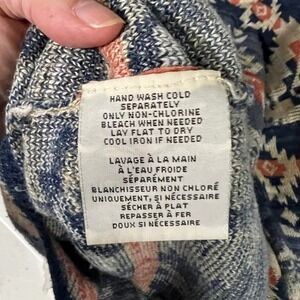 HAND WASH COLD
SEPARATELY
ONLY NON-CHLORINE
BLEACH WHEN NEEDED
LAY FLAT TO DRY
COOL IRON IF NEEDED
LAVAGE À LA MAIN
À L'EAU FROIDE
SÉPARÉMENT
BLANCHISSEUR NON CHLORÉ
UNIQUEMENT, SI NÉCESSAIRE
SÉCHER À PLAT
REPASSER À FER
DOUX SI NÉCESSAIRE